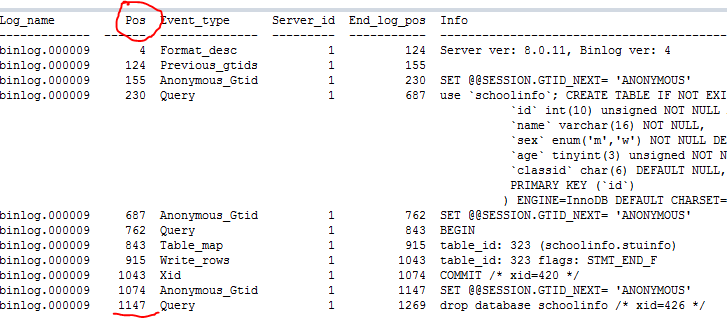 Log_name Pos Event_type Server_id End_log_pos Info
binlog.000009 4 Format_desc 1 124 Server ver: 8.0.11, Binlog ver: 4
binlog.000009 124 Previous_gtids 1 155
binlog.000009 155 Anonymous_Gtid 1 230 SET @@SESSION.GTID_NEXT= 'ANONYMOUS'
binlog.000009 230 Query 1 687 use `schoolinfo`; CREATE TABLE IF NOT EXI
`id` int(10) unsigned NOT NULL
`name` varchar(16) NOT NULL,
`sex` enum('m','w') NOT NULL DE
`age` tinyint(3) unsigned NOT N
`classid` char(6) DEFAULT NULL,
PRIMARY KEY (`id`)
) ENGINE=InnoDB DEFAULT CHARSET=
binlog.000009 687 Anonymous_Gtid 1 762 SET @@SESSION.GTID_NEXT= 'ANONYMOUS'
binlog.000009 762 Query 1 843 BEGIN
binlog.000009 843 Table_map 1 915 table_id: 323 (schoolinfo.stuinfo)
binlog.000009 915 Write_rows 1 1043 table_id: 323 flags: STMT_END_F
binlog.000009 1043 Xid 1 1074 COMMIT /* xid=420 */
binlog.000009 1074 Anonymous_Gtid 1 1147 SET @@SESSION.GTID_NEXT= 'ANONYMOUS'
binlog.000009 1147 Query 1 1269 drop database schoolinfo /* xid=426 */